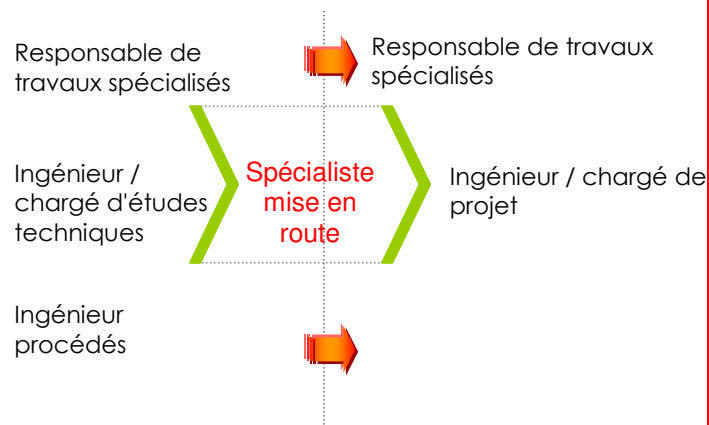 Responsable de
travaux spécialisés
Responsable de travaux
spécialisés
Ingénieur /
chargé d'études
techniques
Spécialiste
mise en
route
Ingénieur / chargé de
projet
Ingénieur
procédés